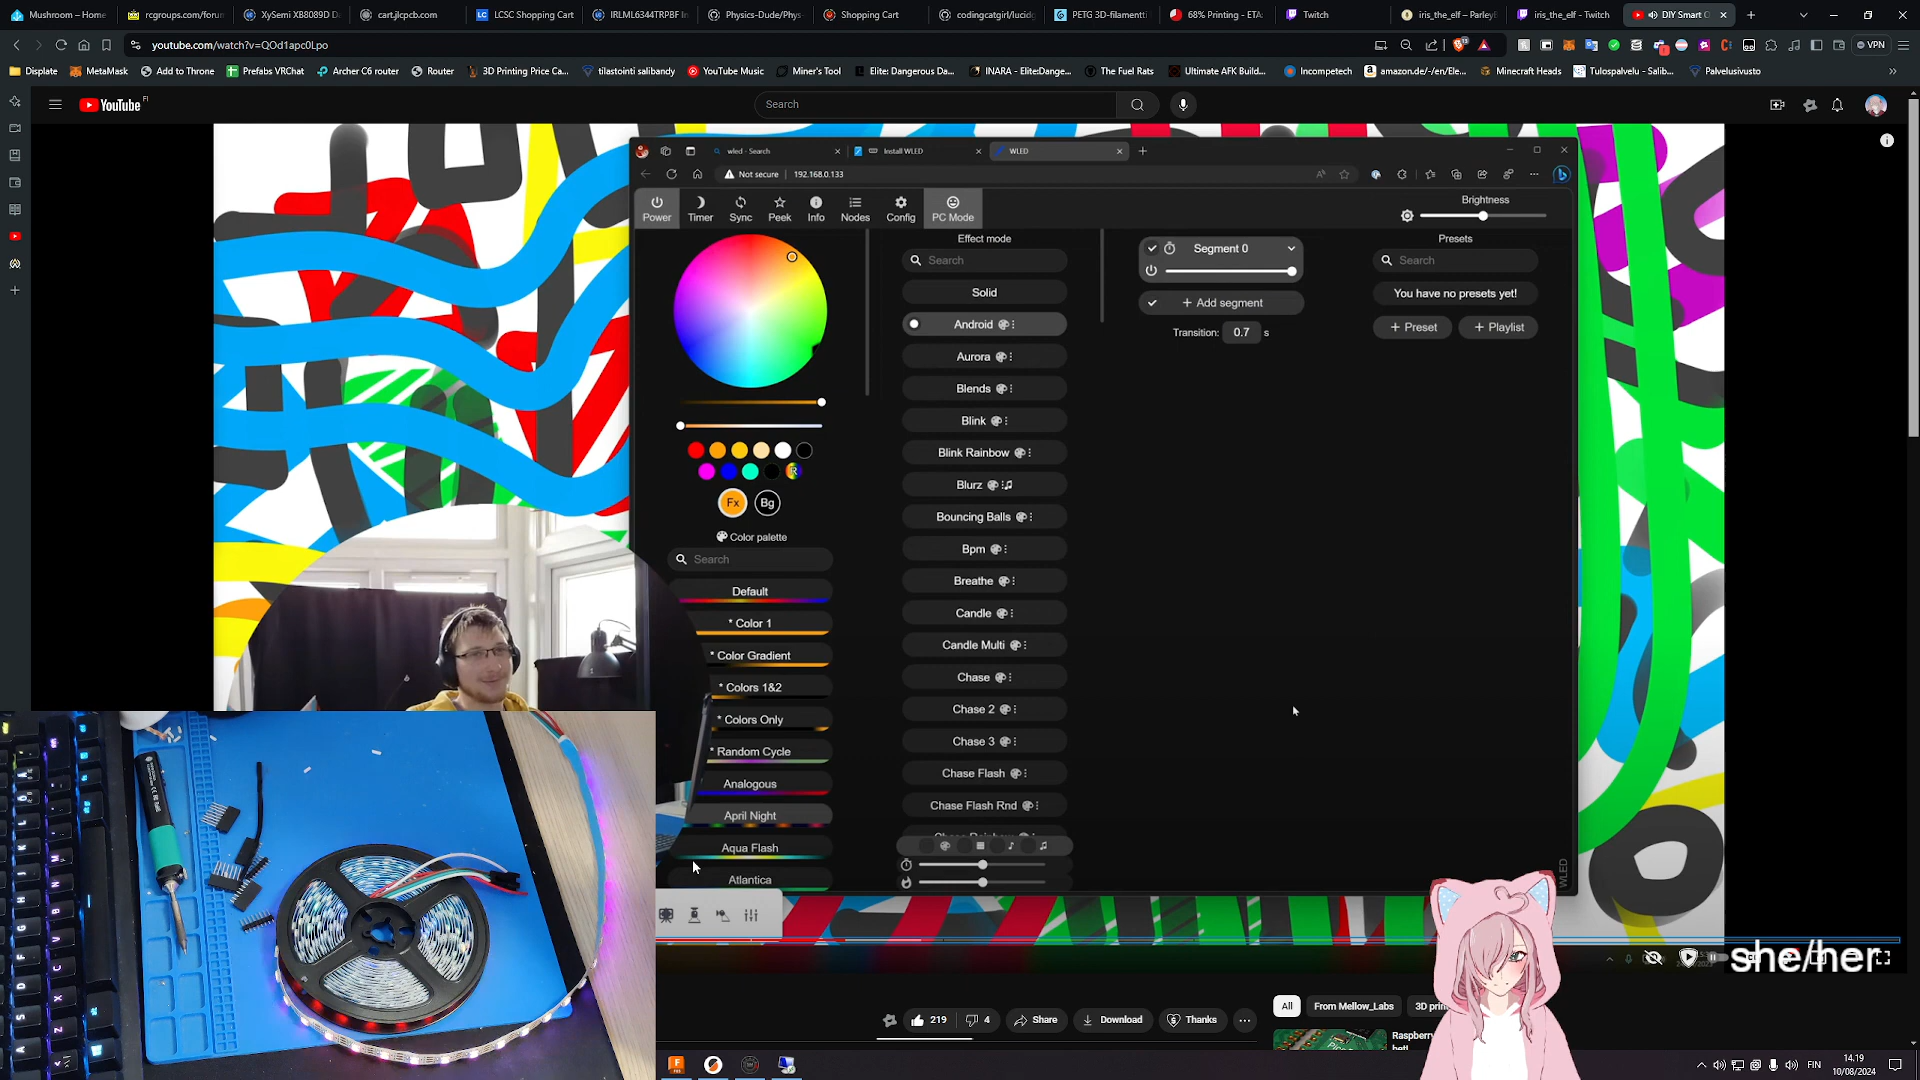 Mushroom – Home
rcgroups.com/forum
XySemi XB8089D D
cart.jlcpcb.com
LCSC Shopping Cart
IRLML6344TRPBF In
Physics-Dude/Phys
Shopping Cart
codingcatgirl/lucidg
PETG 3D-filamentti
68% Printing - ETA
Twitch
iris_the_elf – Parley
iris_the_elf - Twitch
DIY Smart
youtube.com/watch?v=QOd1apc0Lpo
VPN
Displate
MetaMask
Add to Throne
Prefabs VRChat
Archer C6 router
Router
3D Printing Price Ca...
tilastointi salibandy
YouTube Music
Miner's Tool
Elite: Dangerous Da...
INARA - Elite:Dange...
The Fuel Rats
Ultimate AFK Build...
Incompetech
amazon.de/-/en/Ele...
Minecraft Heads
Tulospalvelu - Salib...
Palvelusivusto
YouTube FI
Search
wled - Search
Install WLED
WLED
Not secure
192.168.0.133
Power
Timer
Sync
Peek
Info
Nodes
Config
PC Mode
Brightness
Effect mode
Search
Solid
Android
Aurora
Blends
Blink
Blink Rainbow
Blurz
Bouncing Balls
Bpm
Breathe
Candle
Candle Multi
Chase
Chase 2
Chase 3
Chase Flash
Chase Flash Rnd
Segment 0
+ Add segment
Transition: 0.7 s
Presets
Search
You have no presets yet!
+ Preset
+ Playlist
R
Fx
Bg
Color palette
Search
Default
* Color 1
* Color Gradient
* Colors 1&2
* Colors Only
* Random Cycle
Analogous
April Night
Aqua Flash
Atlantica
WLED
she/her
219
4
Share
Download
Thanks
All
From Mellow_Labs
3D prin
Raspberry
FIN
14.19
10/08/2024